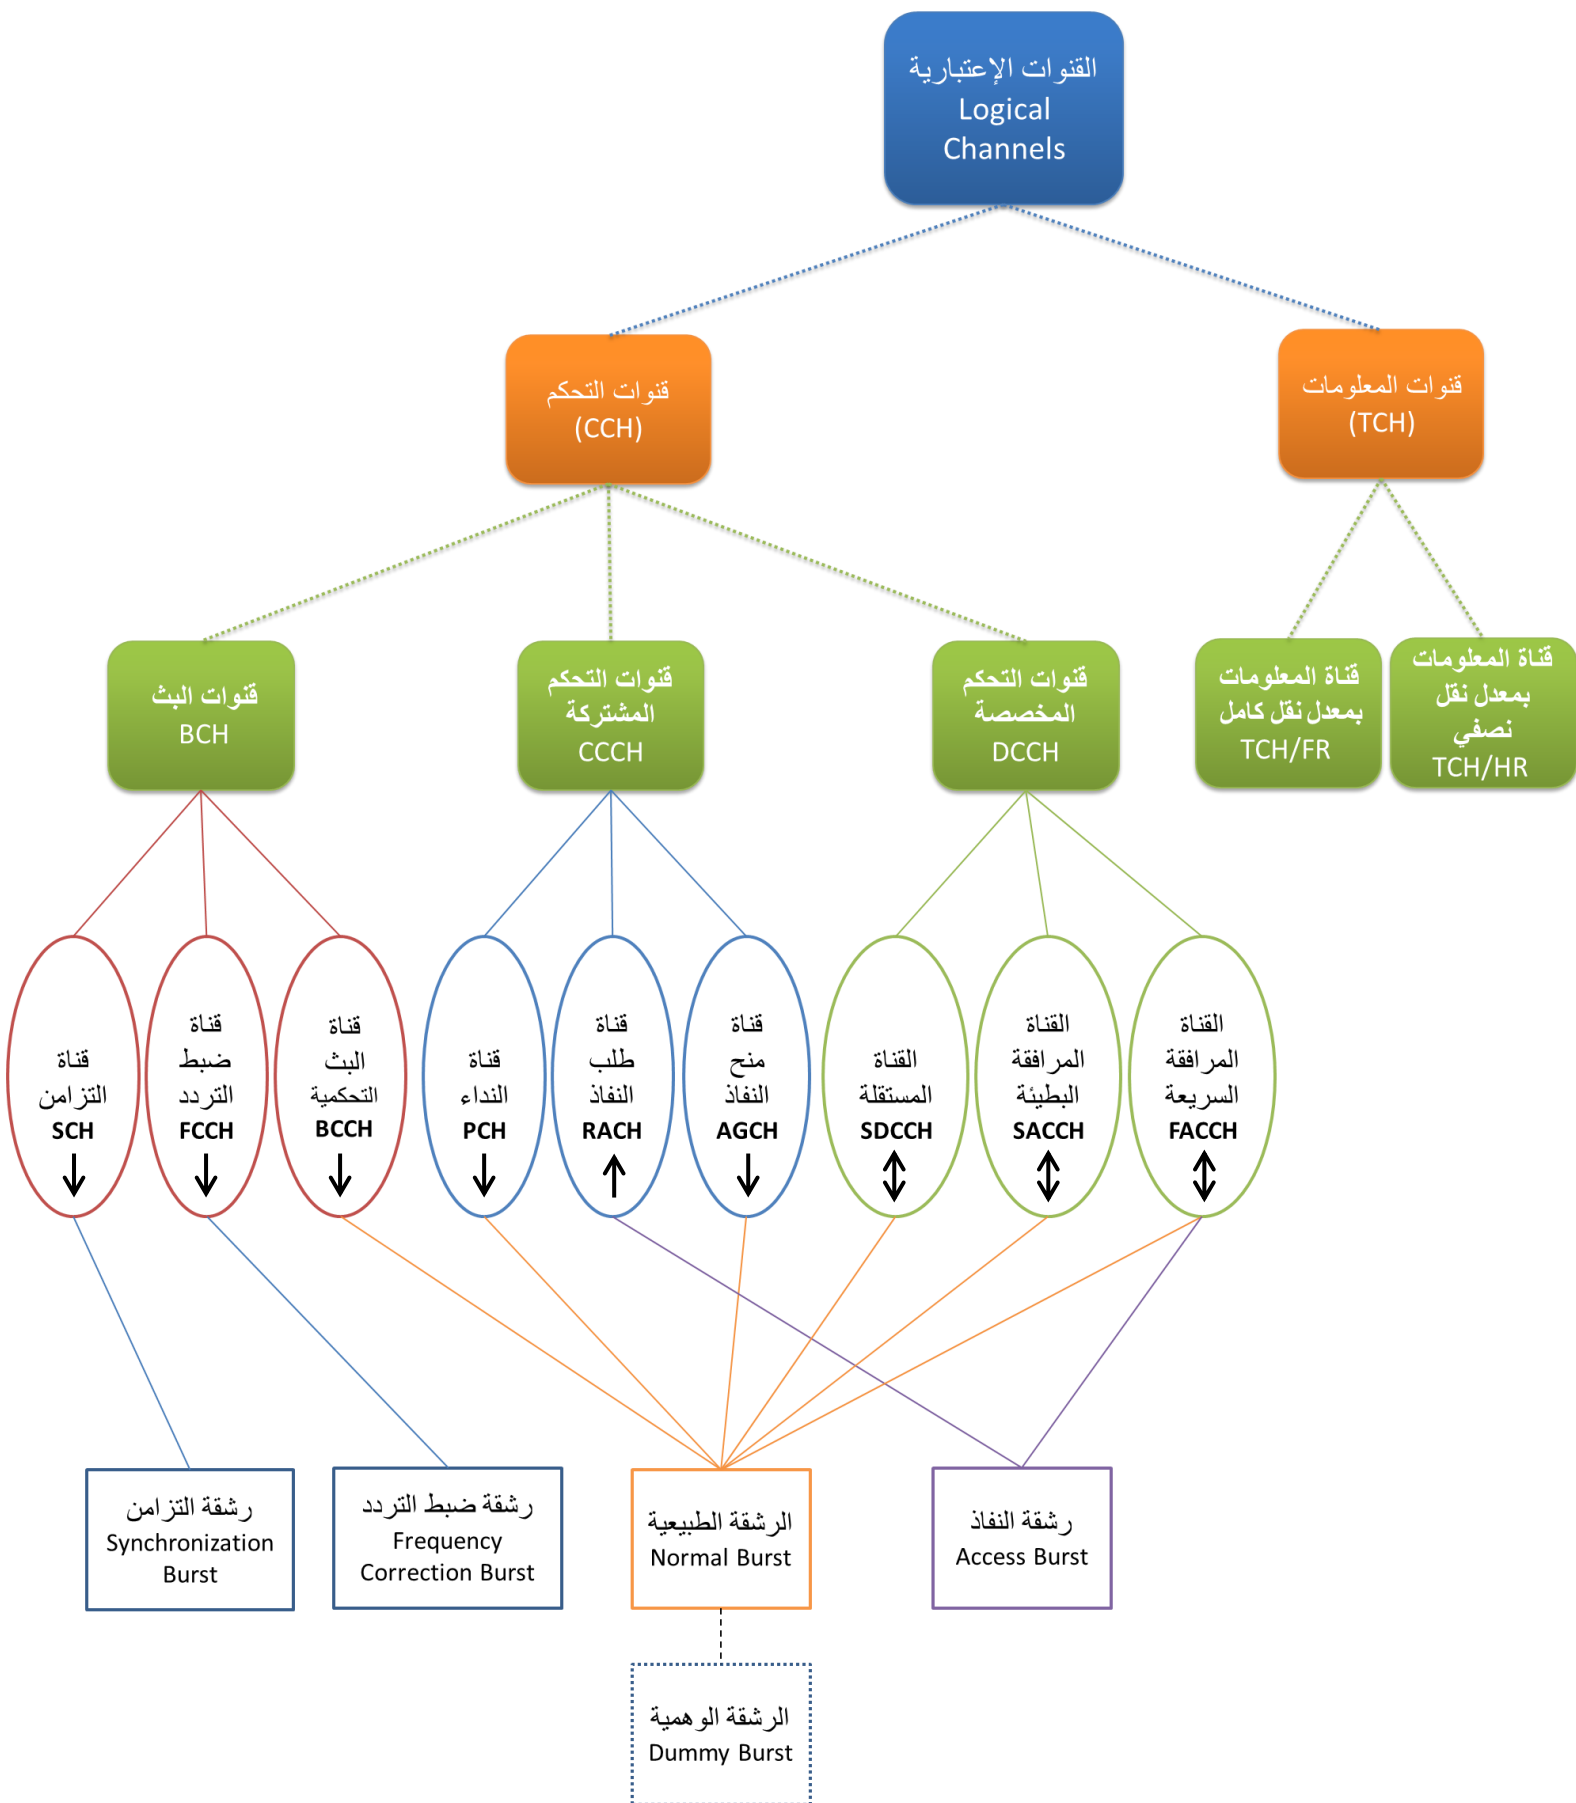 القنوات الإعتبارية
Logical
Channels
قنوات التحكم
(CCH)
قنوات المعلومات
(TCH)
قنوات البث
BCH
قنوات التحكم
المشتركة
CCCH
قنوات التحكم
المخصصة
DCCH
قناة المعلومات
بمعدل نقل كامل
TCH/FR
قناة المعلومات
بمعدل نقل
نصفي
TCH/HR
قناة
التزامن
SCH
قناة
ضبط
التردد
FCCH
قناة
البث
التحكمية
BCCH
قناة
النداء
PCH
قناة
طلب
النفاذ
RACH
قناة
منح
النفاذ
AGCH
القناة
المستقلة
SDCCH
القناة
المرافقة
البطيئة
SACCH
القناة
المرافقة
السريعة
FACCH
رشقة التزامن
Synchronization
Burst
رشقة ضبط التردد
Frequency
Correction Burst
الرشقة الطبيعية
Normal Burst
رشقة النفاذ
Access Burst
الرشقة الوهمية
Dummy Burst